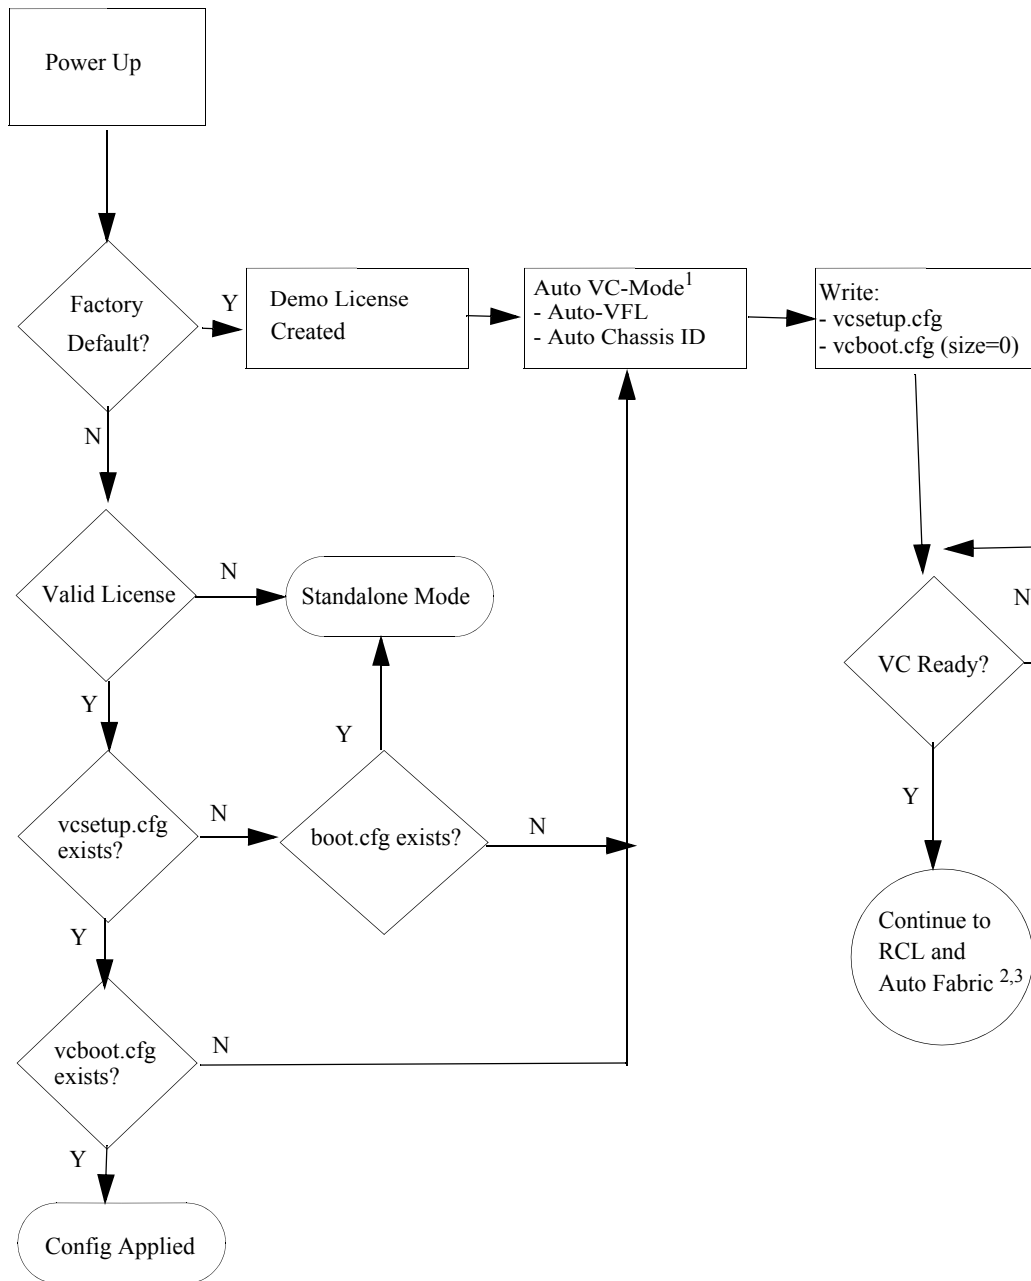 Power Up
Factory
Default?
Y
Demo License
Created
Auto VC-Mode1
- Auto-VFL
- Auto Chassis ID
Write:
- vcsetup.cfg
- vcboot.cfg (size=0)
N
Valid License
N
Standalone Mode
N
VC Ready?
Y
Y
Y
vcsetup.cfg
exists?
N
boot.cfg exists?
N
Continue to
RCL and
Auto Fabric 2,3
Y
vcboot.cfg
exists?
N
Y
Config Applied